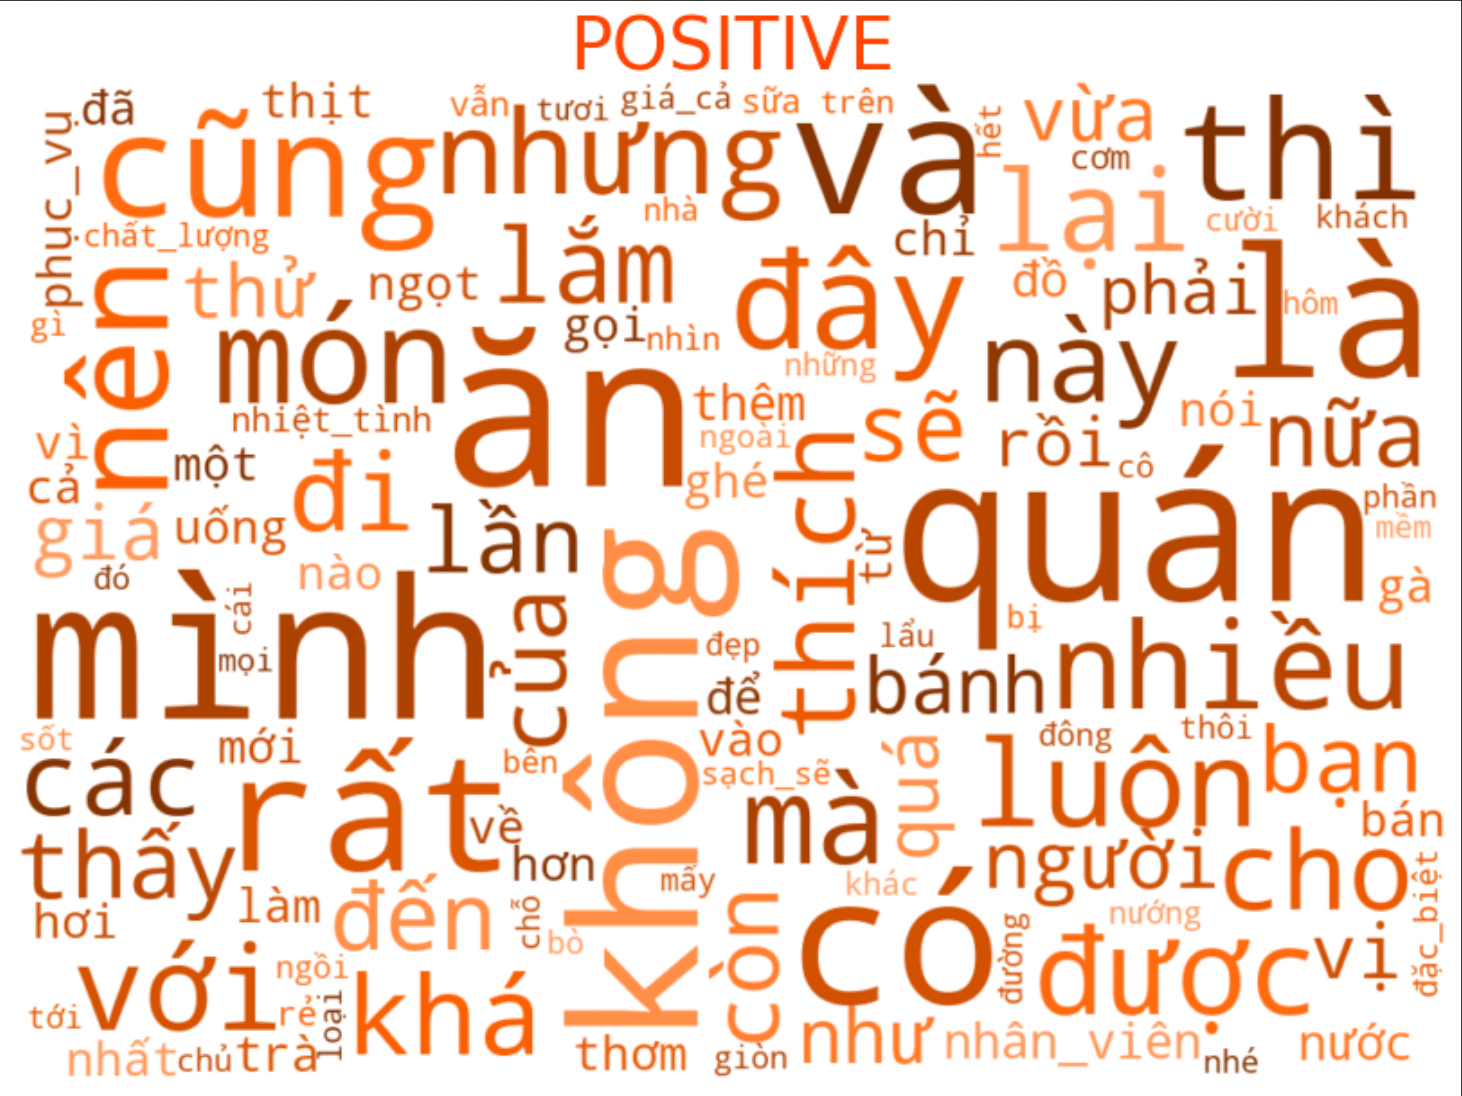 POSITIVE
đã
thịt
vẫn
tươi
giá_cả
sữa
trên
vừa
thì
phục_vụ
cũng
nhưng
và
hết
cơm
lại
nhà
chỉ
cười
khách
chất_lượng
nên
thử
ngọt
lắm
đây
đồ
phải
hôm
là
gì
món
ăn
gọi
nhìn
những
này
nhiệt_tình
thêm
ngoài
sẽ
rồi
nói
nữa
vì
một
đi
ghé
thích
cô
cả
giá
uống
lần
không
từ
quán
phần
mềm
đó
nào
gà
mình
cái
mọi
của
đẹp
để
lẩu
bị
bánh
nhiều
sốt
các
mới
rất
bên
vào
sạch_sẽ
quá
đông
thôi
luôn
bạn
thấy
về
hơn
mà
bán
người
cho
hơi
làm
đến
chỗ
bò
mấy
còn
khác
có
đường
nướng
được
vị
đặc_biệt
với
ngồi
khá
tới
rẻ
loại
nhất
chủ
trà
thơm
giòn
như
nhân_viên
nhé
nước